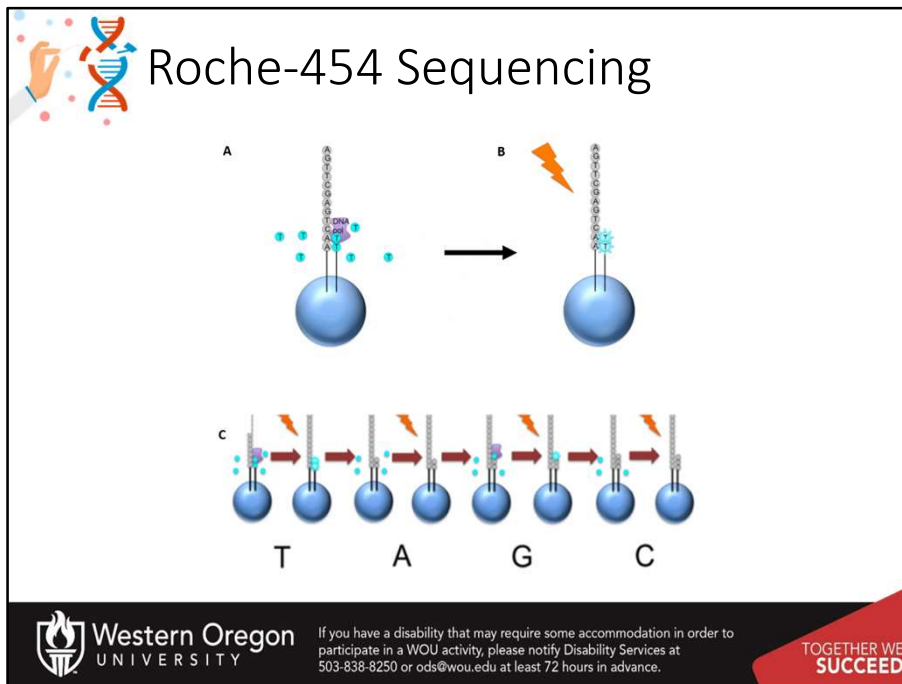 Roche-454 Sequencing
A
A
G
T
T
C
G
A
G
T
C
A
A
DNA
pol
T
T
T
T
T
T
T
T
B
A
G
T
T
C
G
A
G
T
C
A
A
T
T
C
T
A
G
C
Western Oregon
UNIVERSITY
If you have a disability that may require some accommodation in order to
participate in a WOU activity, please notify Disability Services at
503-838-8250 or ods@wou.edu at least 72 hours in advance.
TOGETHER WE
SUCCEED